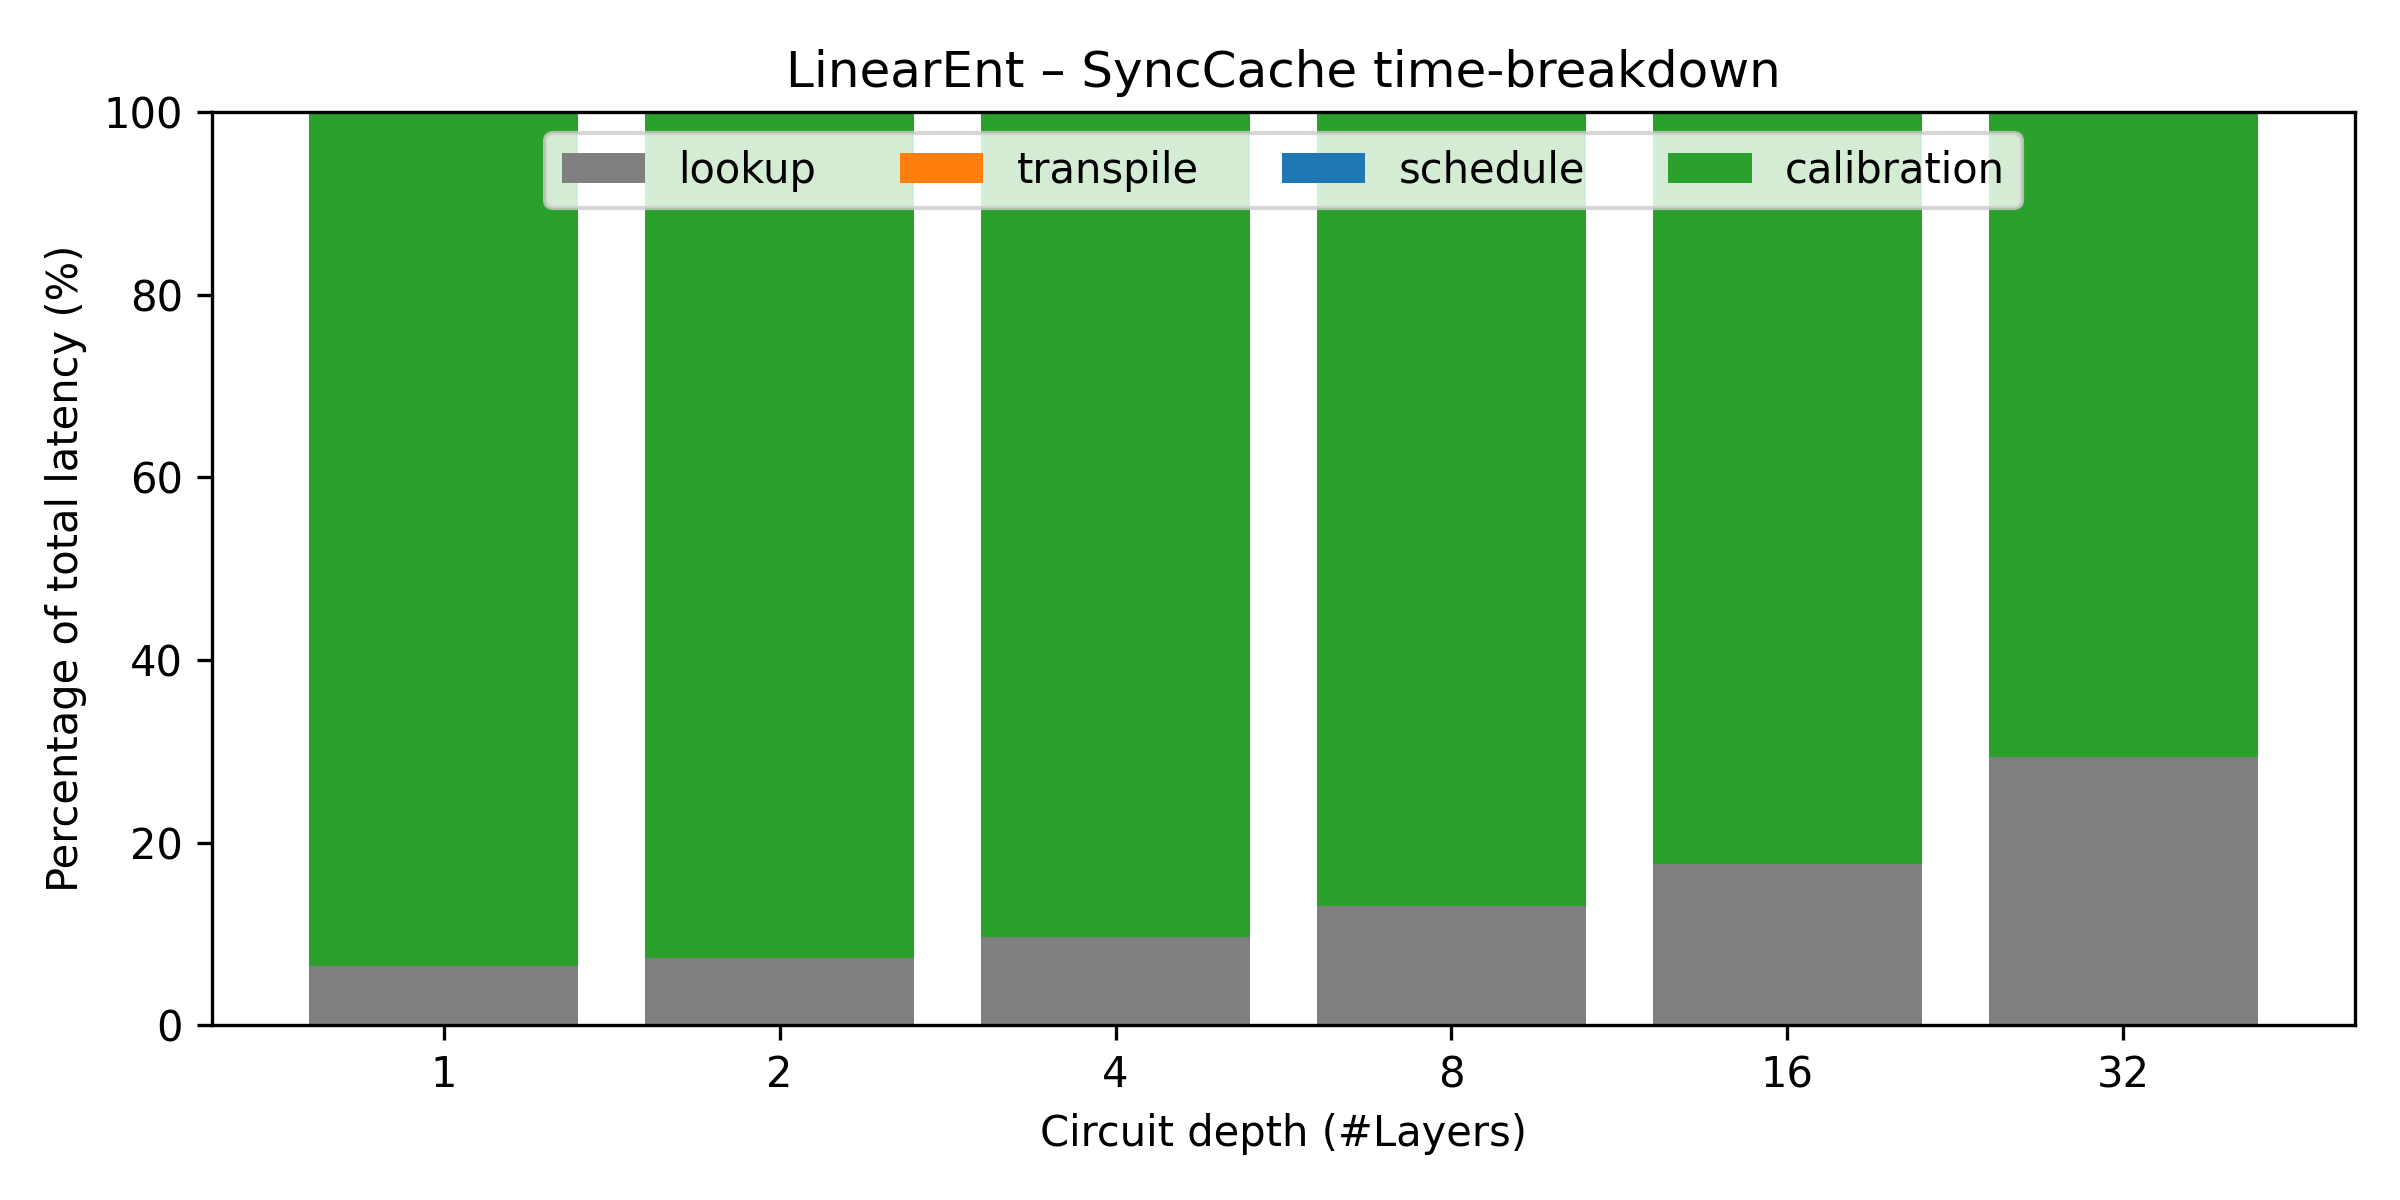 LinearEnt – SyncCache time-breakdown
lookup transpile schedule calibration
Percentage of total latency (%)
100
80
60
40
20
0
1 2 4 8 16 32
Circuit depth (#Layers)